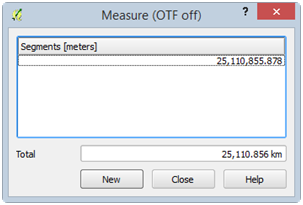 Measure (OTF off)
?
Segments [meters]
25,110,855.878
Total
25,110.856 km
New
Close
Help